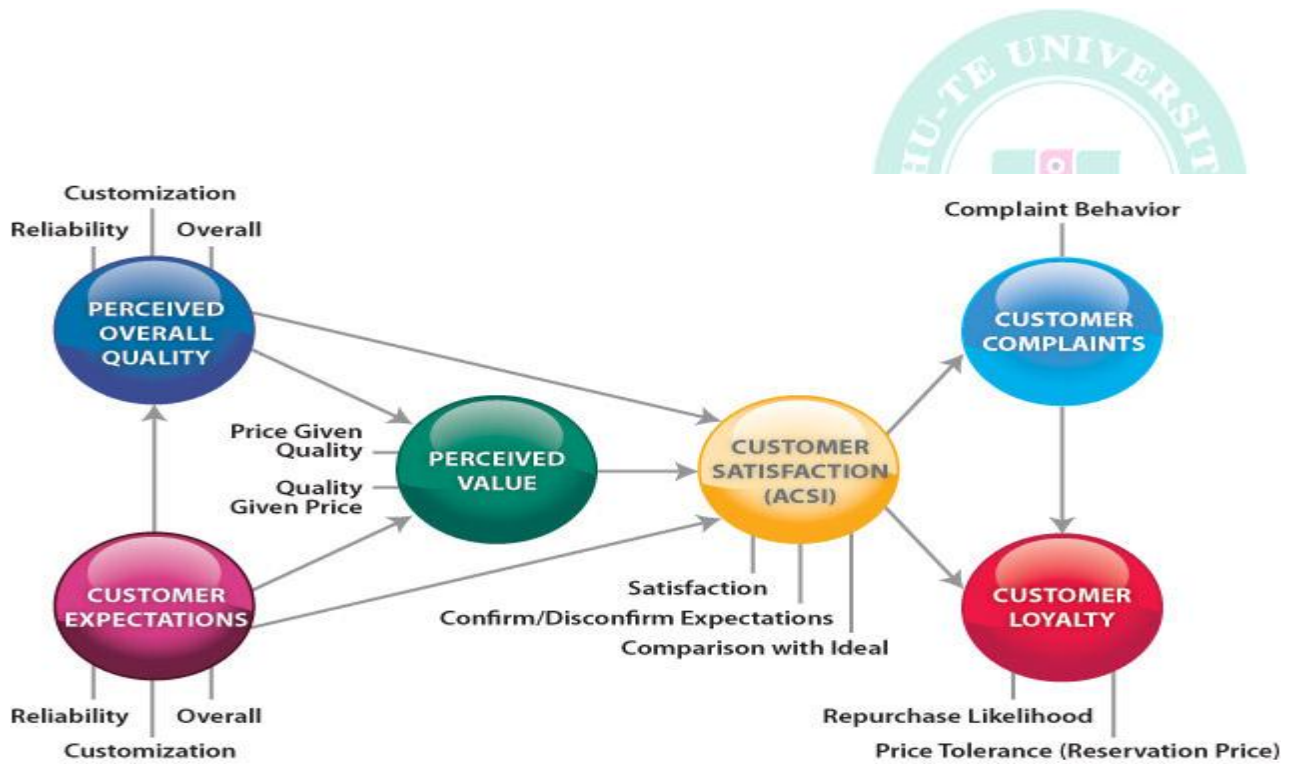 UNIVERSIT
Customization
Reliability
Overall
PERCEIVED
OVERALL
QUALITY
Complaint Behavior
CUSTOMER
COMPLAINTS
Price Given
Quality
Quality
Given Price
PERCEIVED
VALUE
CUSTOMER
SATISFACTION
(ACSI)
Satisfaction
Confirm/Disconfirm Expectations
Comparison with Ideal
CUSTOMER
EXPECTATIONS
Reliability
Overall
Customization
CUSTOMER
LOYALTY
Repurchase Likelihood
Price Tolerance (Reservation Price)